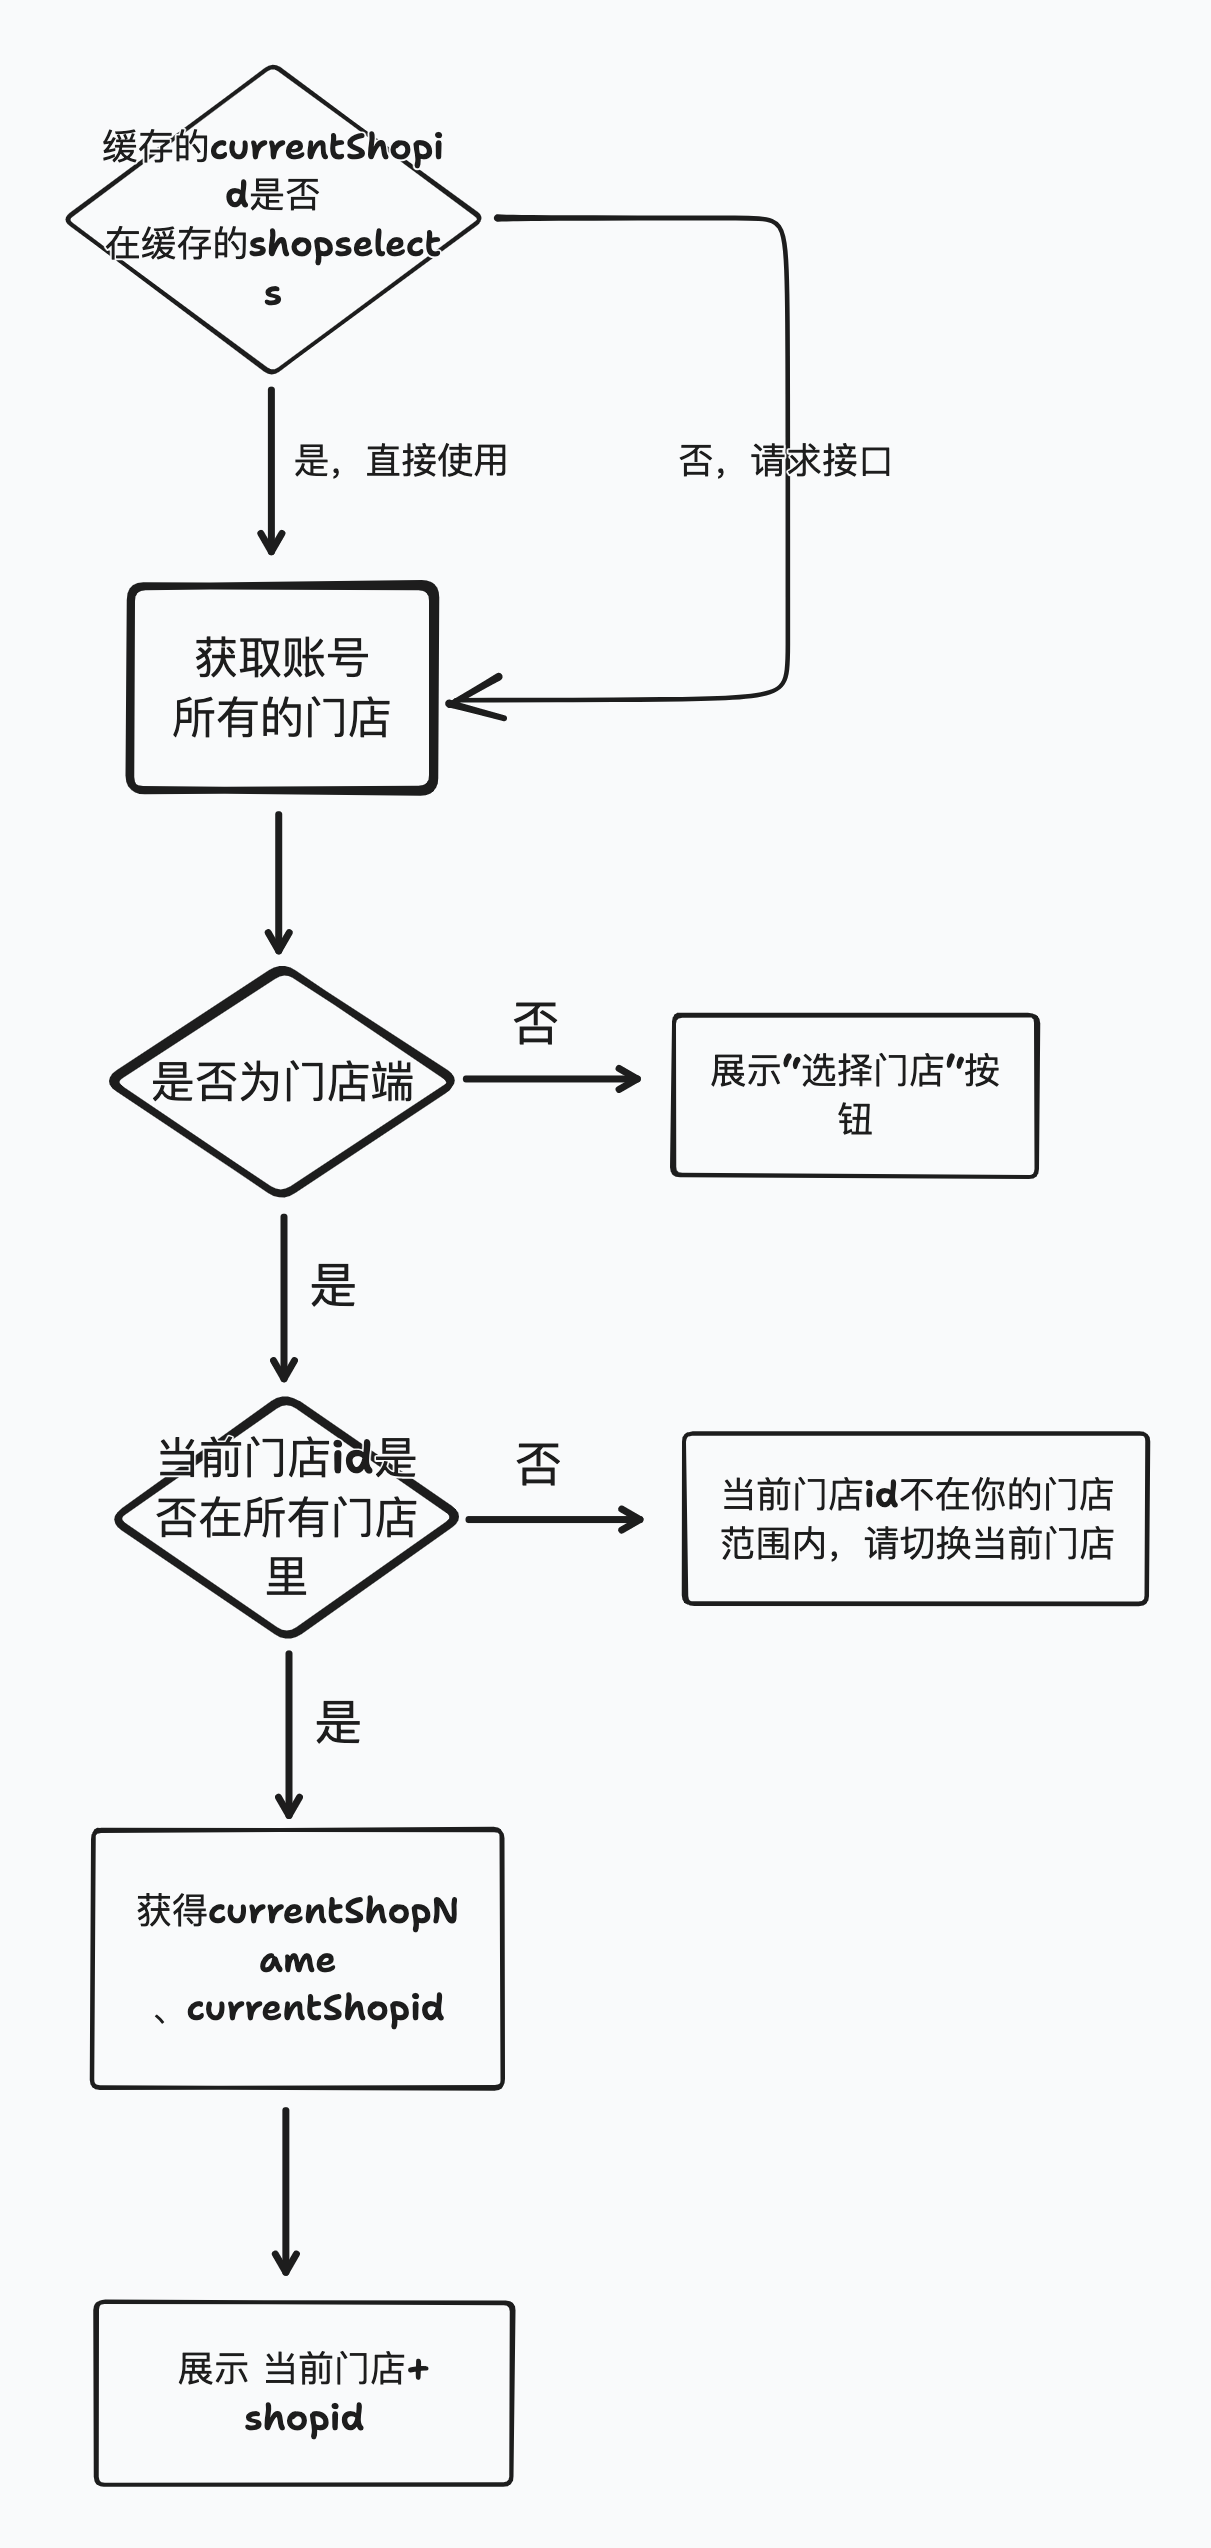 缓存的currentShopi
d是否
在缓存的shopselect
s
是，直接使用
否，请求接口
获取账号
所有的门店
是否为门店端
否
展示"选择门店"按
钮
是
当前门店id是
否在所有门店
里
否
当前门店id不在你的门店
范围内，请切换当前门店
是
获得currentShopN
ame
、currentShopid
展示 当前门店+
shopid